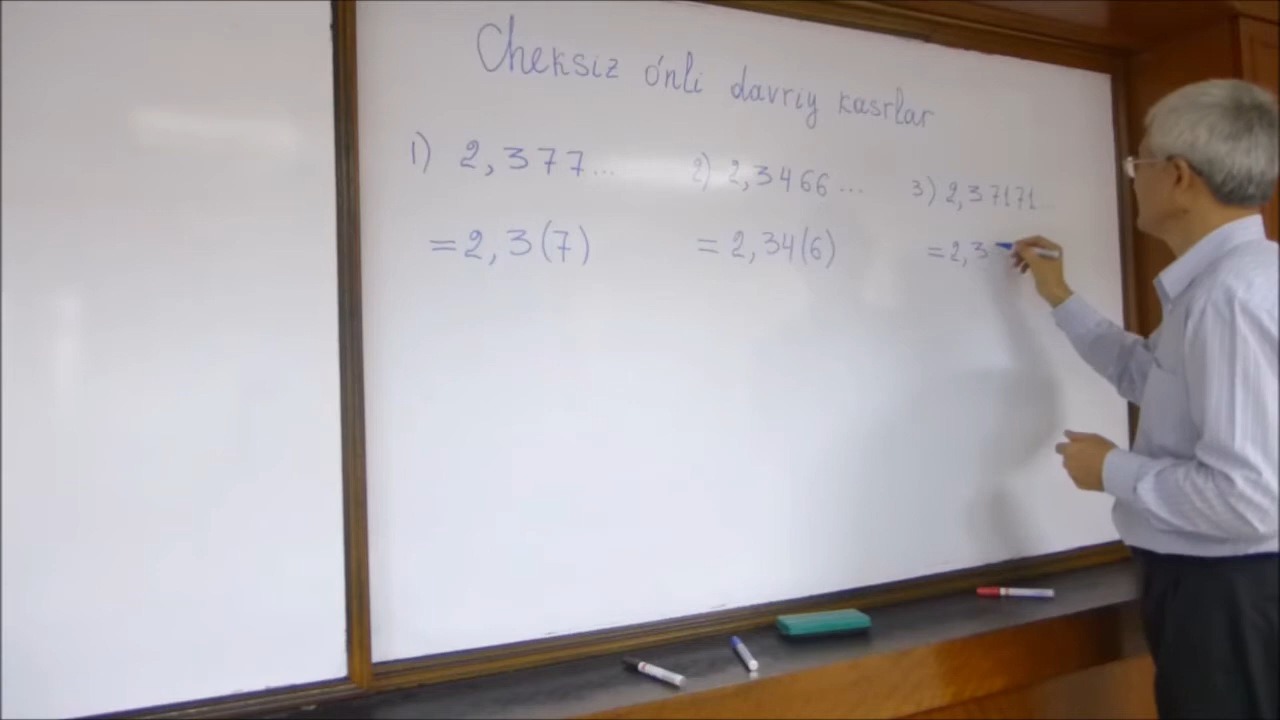 Cheksiz o'nli davriy kasrlar
1) 2,377... 2) 2,3466... 3) 2,37171...
=2,3(7) =2,34(6) =2,3